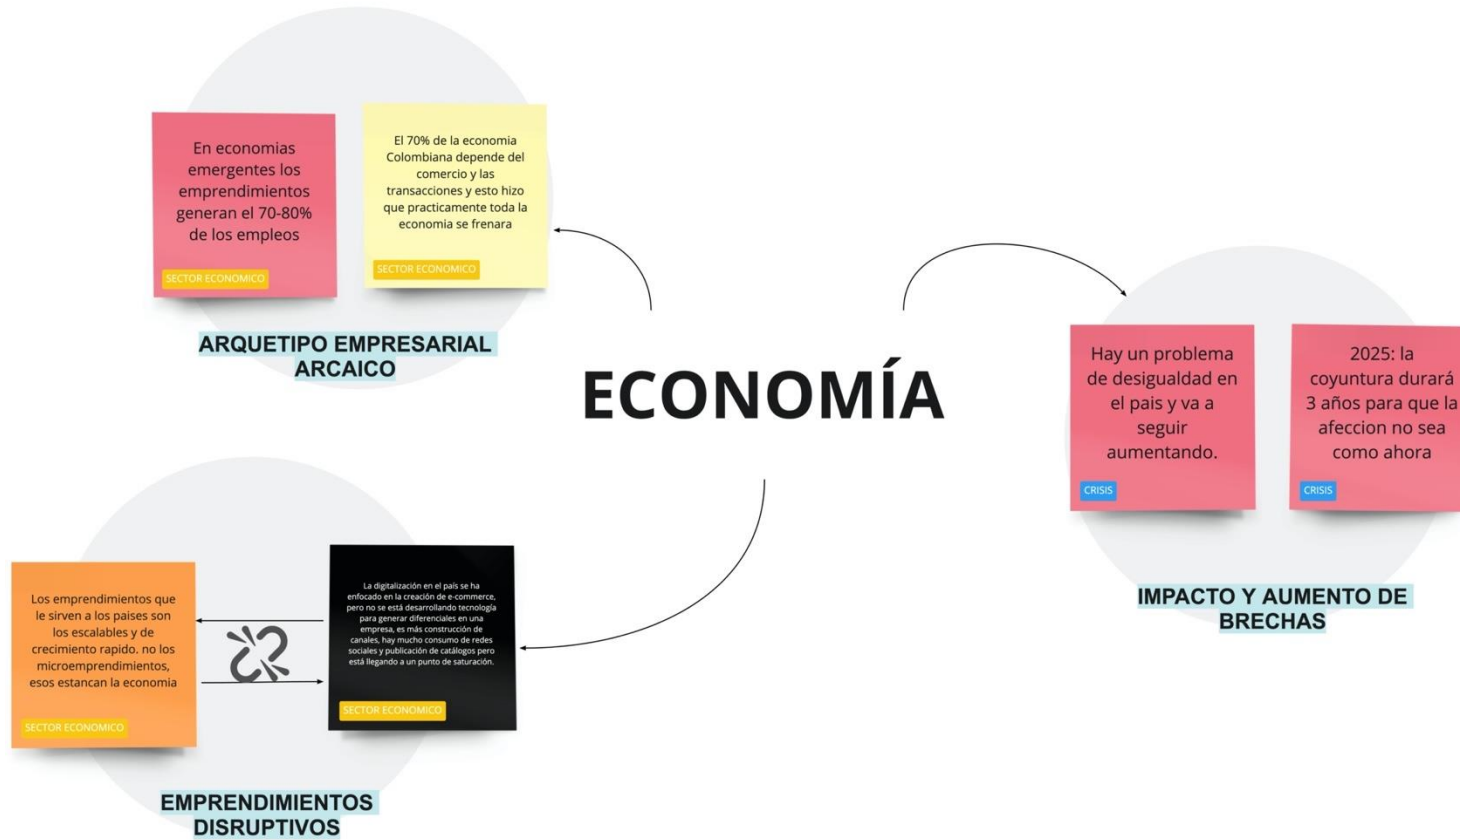 En economias
emergentes los
emprendimientos
generan el 70-80%
de los empleos
SECTOR ECONOMICO
El 70% de la economia
Colombiana depende del
comercio y las
transacciones y esto hizo
que practicamente toda la
economia se frenara
SECTOR ECONOMICO
ARQUETIPO EMPRESARIAL
ARCAICO
ECONOMÍA
Hay un problema
de desigualdad en
el pais y va a
seguir
aumentando.
CRISIS
2025: la
coyuntura durará
3 años para que la
afeccion no sea
como ahora
CRISIS
IMPACTO Y AUMENTO DE
BRECHAS
Los emprendimientos que
le sirven a los paises son
los escalables y de
crecimiento rapido. no los
microemprendimientos,
esos estancan la economia
SECTOR ECONOMICO
La digitalización en el país se ha
enfocado en la creación de e-commerce,
pero no se está desarrollando tecnología
para generar diferenciales en una
empresa, es más construcción de
canales, hay mucho consumo de redes
sociales y publicación de catálogos pero
está llegando a un punto de saturación.
SECTOR ECONOMICO
EMPRENDIMIENTOS
DISRUPTIVOS